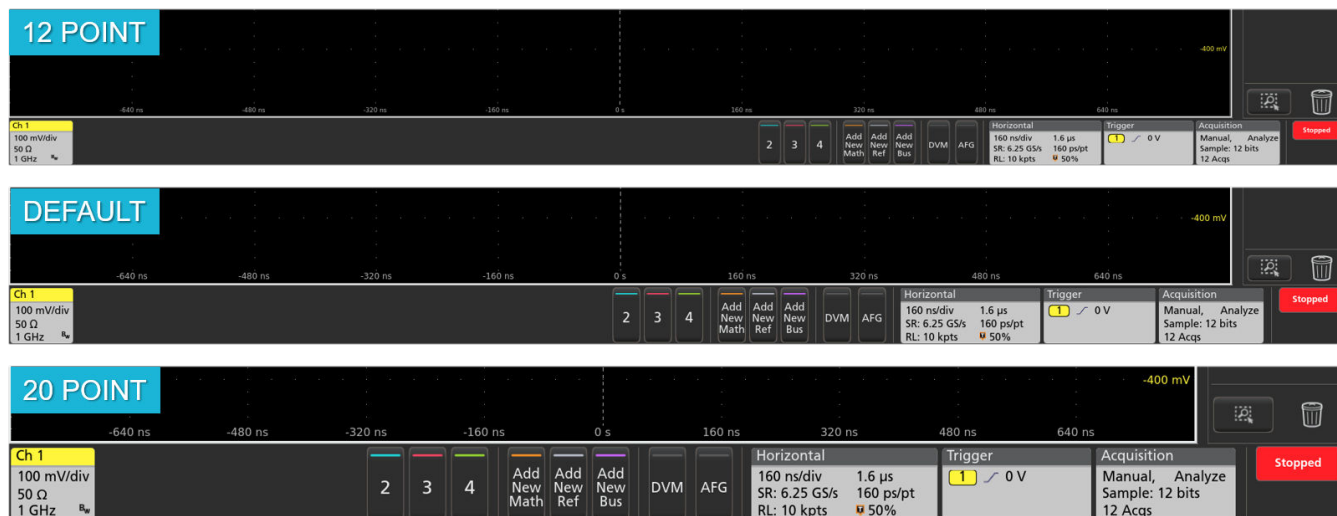 12 POINT
-400 mV
-640 ns -480 ns -320 ns -160 ns 0 s 160 ns 320 ns 480 ns 640 ns
Ch 1
100 mV/div
50 Ω
1 GHz Bw
2 3 4
Add New Math
Add New Ref
Add New Bus
DVM AFG
Horizontal
160 ns/div 1.6 μs
SR: 6.25 GS/s 160 ps/pt
RL: 10 kpts 50%
Trigger
1 0 V
Acquisition
Manual, Analyze
Sample: 12 bits
12 Acqs
Stopped
DEFAULT
-400 mV
-640 ns -480 ns -320 ns -160 ns 0 s 160 ns 320 ns 480 ns 640 ns
Ch 1
100 mV/div
50 Ω
1 GHz Bw
2 3 4
Add New Math
Add New Ref
Add New Bus
DVM AFG
Horizontal
160 ns/div 1.6 μs
SR: 6.25 GS/s 160 ps/pt
RL: 10 kpts 50%
Trigger
1 0 V
Acquisition
Manual, Analyze
Sample: 12 bits
12 Acqs
Stopped
20 POINT
-400 mV
-640 ns -480 ns -320 ns -160 ns 0 s 160 ns 320 ns 480 ns 640 ns
Ch 1
100 mV/div
50 Ω
1 GHz Bw
2 3 4
Add New Math
Add New Ref
Add New Bus
DVM AFG
Horizontal
160 ns/div 1.6 μs
SR: 6.25 GS/s 160 ps/pt
RL: 10 kpts 50%
Trigger
1 0 V
Acquisition
Manual, Analyze
Sample: 12 bits
12 Acqs
Stopped